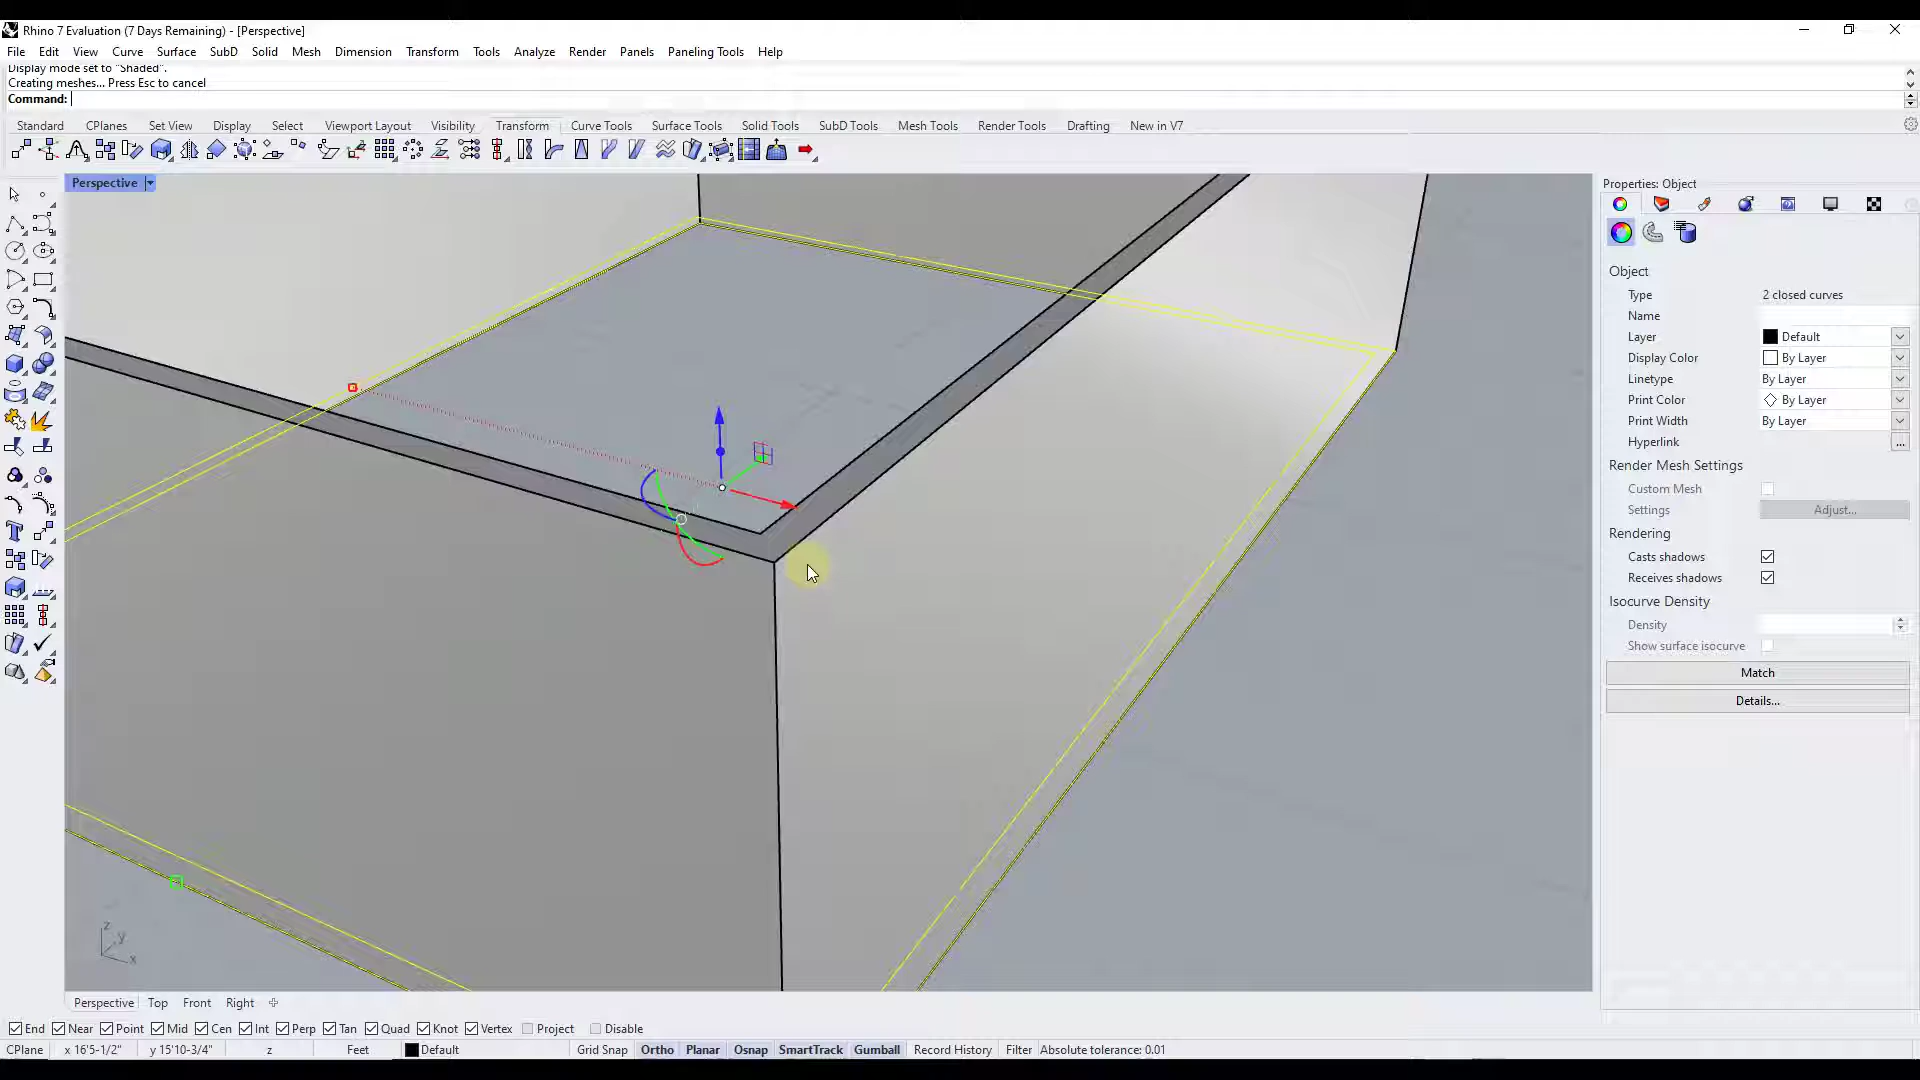 Rhino 7 Evaluation (7 Days Remaining) - [Perspective]
File Edit View Curve Surface SubD Solid Mesh Dimension Transform Tools Analyze Render Panels Paneling Tools Help
Display mode set to "Shaded".
Creating meshes... Press Esc to cancel
Command:
Standard CPlanes Set View Display Select Viewport Layout Visibility Transform Curve Tools Surface Tools Solid Tools SubD Tools Mesh Tools Render Tools Drafting New in V7
Perspective
Properties: Object
Object
Type 2 closed curves
Name
Layer Default
Display Color By Layer
Linetype By Layer
Print Color By Layer
Print Width By Layer
Hyperlink ...
Render Mesh Settings
Custom Mesh
Settings Adjust...
Rendering
Casts shadows
Receives shadows
Isocurve Density
Density
Show surface isocurve
Match
Details...
z
y
x
Perspective Top Front Right
End Near Point Mid Cen Int Perp Tan Quad Knot Vertex Project Disable
CPlane x 16'5-1/2" y 15'10-3/4" z Feet Default Grid Snap Ortho Planar Osnap SmartTrack Gumball Record History Filter Absolute tolerance: 0.01